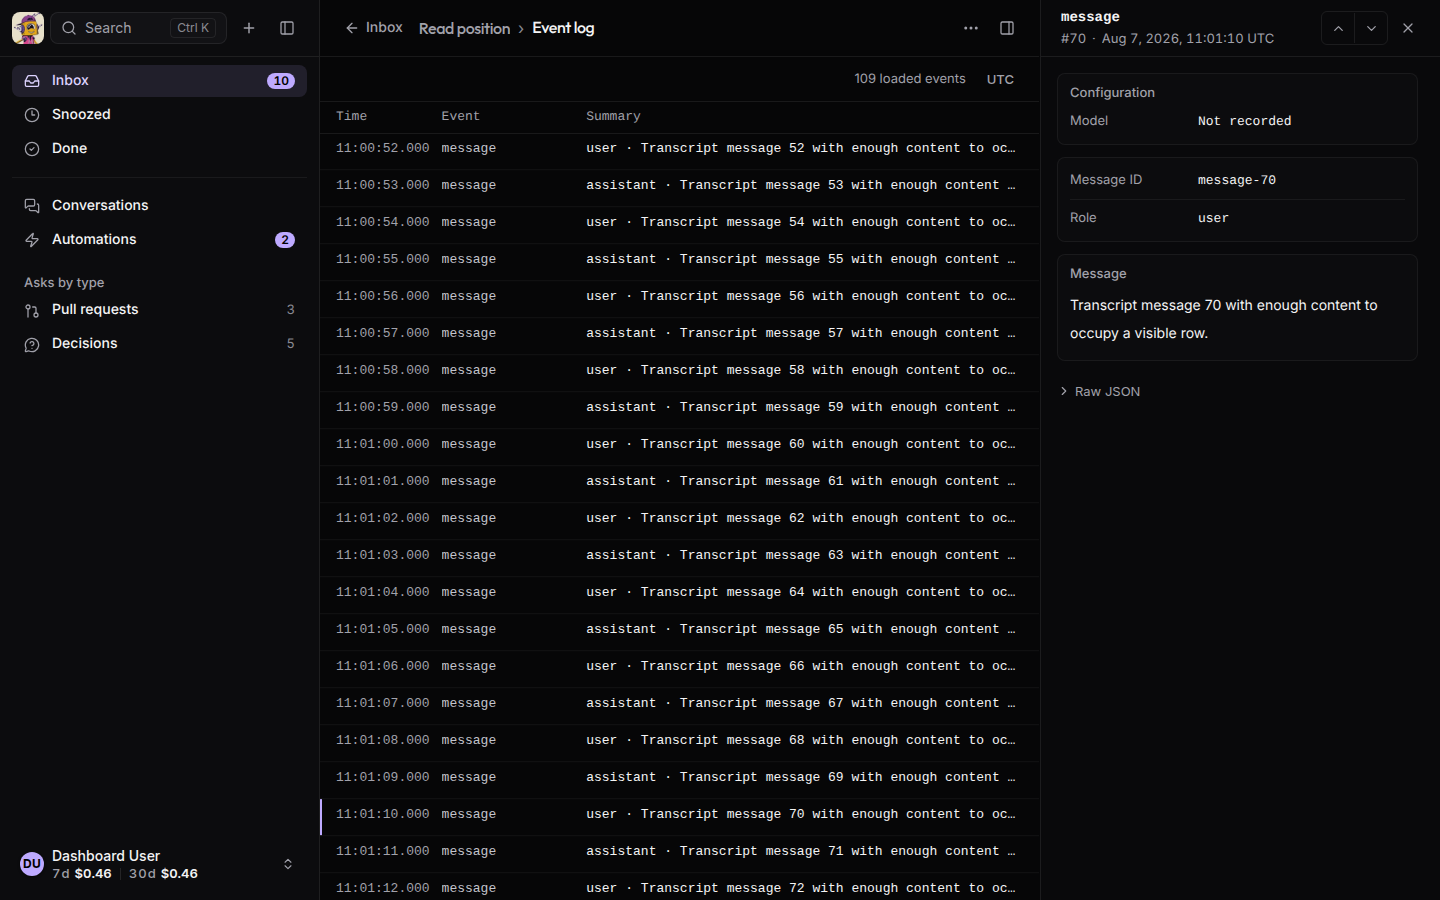 Search Ctrl K
Inbox 10
Snoozed
Done
Conversations
Automations 2
Asks by type
Pull requests 3
Decisions 5
DU Dashboard User
7d $0.46 30d $0.46
Inbox Read position › Event log
109 loaded events UTC
Time Event Summary
11:00:52.000 message user · Transcript message 52 with enough content to oc…
11:00:53.000 message assistant · Transcript message 53 with enough content …
11:00:54.000 message user · Transcript message 54 with enough content to oc…
11:00:55.000 message assistant · Transcript message 55 with enough content …
11:00:56.000 message user · Transcript message 56 with enough content to oc…
11:00:57.000 message assistant · Transcript message 57 with enough content …
11:00:58.000 message user · Transcript message 58 with enough content to oc…
11:00:59.000 message assistant · Transcript message 59 with enough content …
11:01:00.000 message user · Transcript message 60 with enough content to oc…
11:01:01.000 message assistant · Transcript message 61 with enough content …
11:01:02.000 message user · Transcript message 62 with enough content to oc…
11:01:03.000 message assistant · Transcript message 63 with enough content …
11:01:04.000 message user · Transcript message 64 with enough content to oc…
11:01:05.000 message assistant · Transcript message 65 with enough content …
11:01:06.000 message user · Transcript message 66 with enough content to oc…
11:01:07.000 message assistant · Transcript message 67 with enough content …
11:01:08.000 message user · Transcript message 68 with enough content to oc…
11:01:09.000 message assistant · Transcript message 69 with enough content …
11:01:10.000 message user · Transcript message 70 with enough content to oc…
11:01:11.000 message assistant · Transcript message 71 with enough content …
11:01:12.000 message user · Transcript message 72 with enough content to oc…
message
#70 · Aug 7, 2026, 11:01:10 UTC
Configuration
Model Not recorded
Message ID message-70
Role user
Message
Transcript message 70 with enough content to
occupy a visible row.
Raw JSON